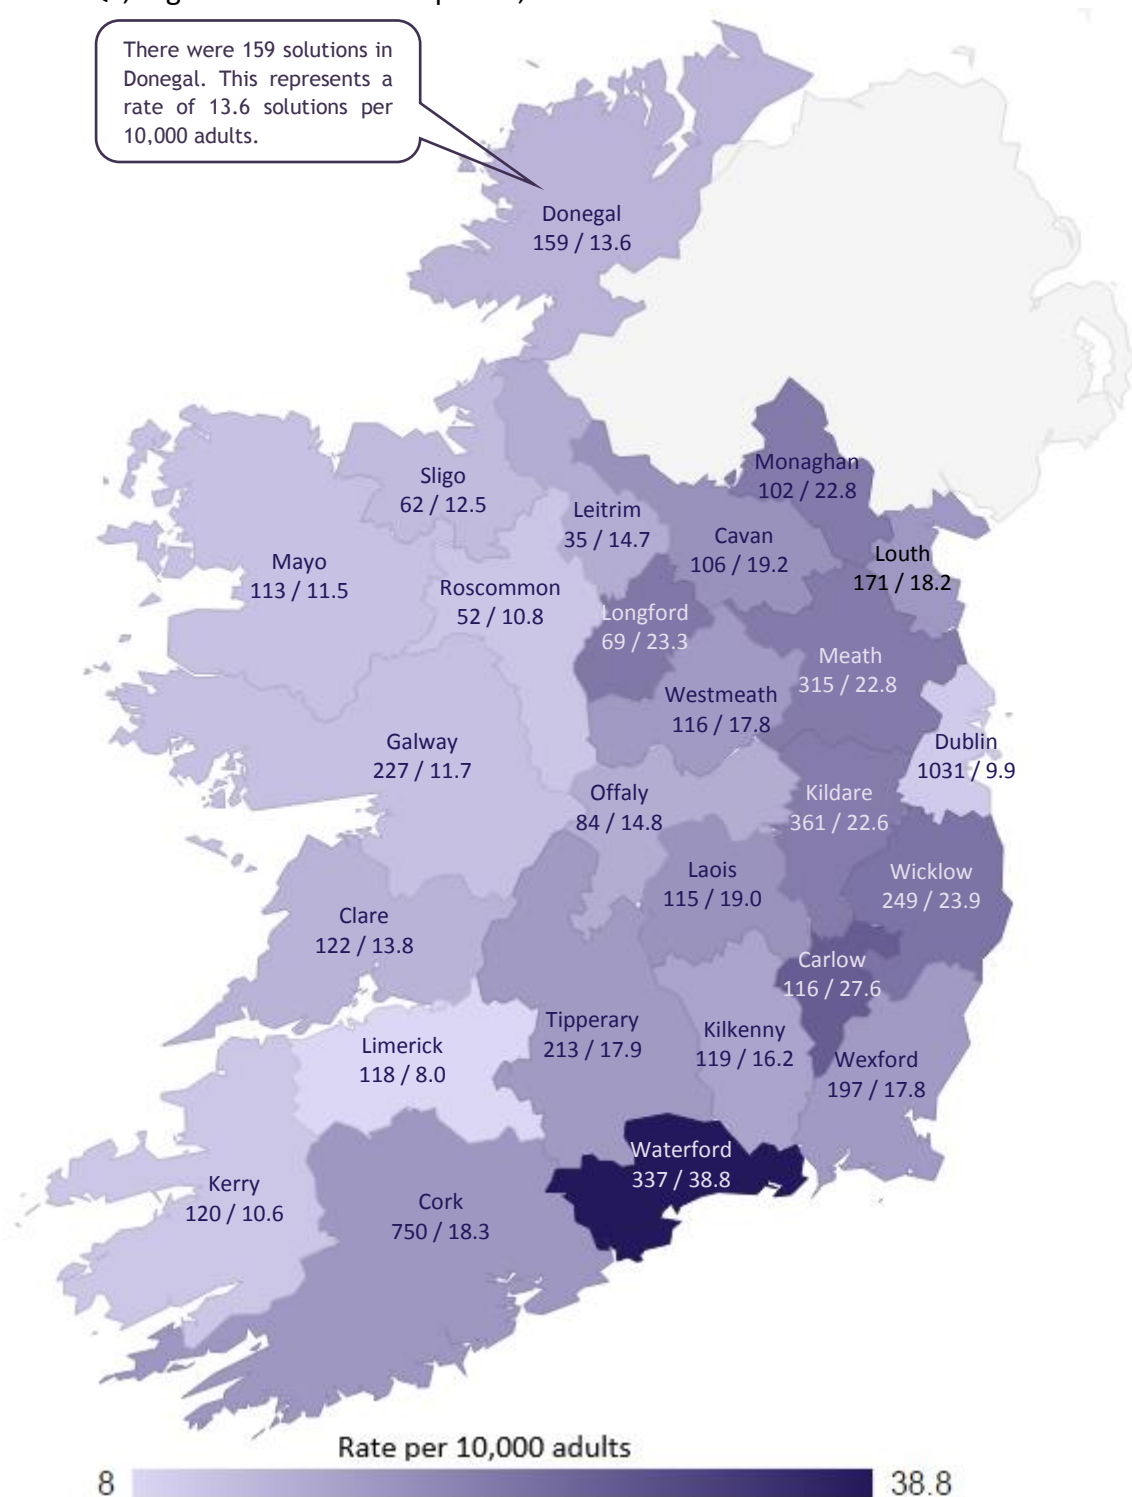 There were 159 solutions in
Donegal. This represents a
rate of 13.6 solutions per
10,000 adults.
Donegal
159 / 13.6
Monaghan
102 / 22.8
Sligo
62 / 12.5
Leitrim
35 / 14.7
Cavan
106 / 19.2
Louth
171 / 18.2
Mayo
113 / 11.5
Roscommon
52 / 10.8
Longford
69 / 23.3
Meath
315 / 22.8
Westmeath
116 / 17.8
Galway
227 / 11.7
Dublin
1031 / 9.9
Offaly
84 / 14.8
Kildare
361 / 22.6
Laois
115 / 19.0
Wicklow
249 / 23.9
Clare
122 / 13.8
Carlow
116 / 27.6
Tipperary
213 / 17.9
Kilkenny
119 / 16.2
Limerick
118 / 8.0
Wexford
197 / 17.8
Waterford
337 / 38.8
Kerry
120 / 10.6
Cork
750 / 18.3
Rate per 10,000 adults
8
38.8